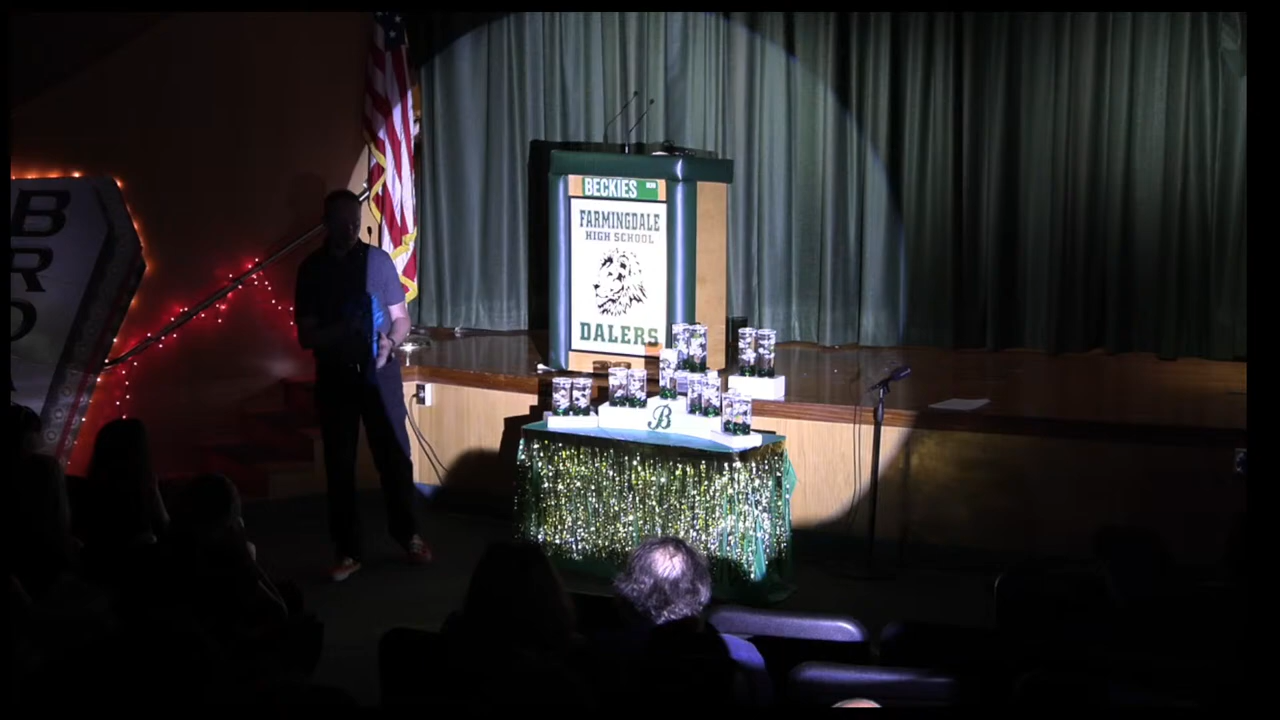 B
R
O
BECKIES
FARMINGDALE
HIGH SCHOOL
DALERS
B